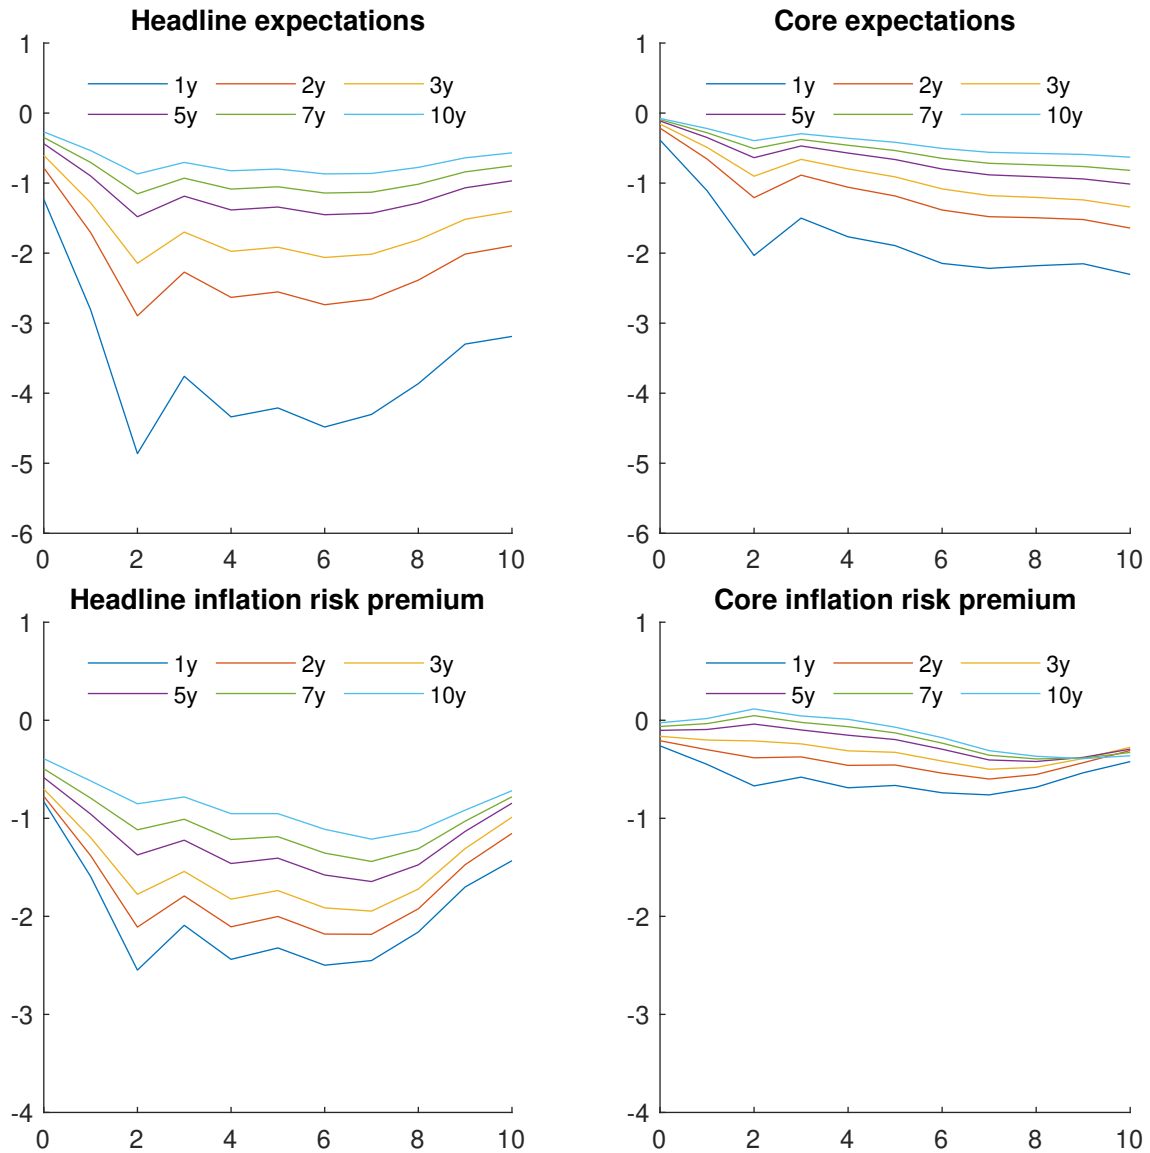 Headline expectations
1
0
-1
-2
-3
-4
-5
-6
1y 2y 3y
5y 7y 10y
0 2 4 6 8 10
Core expectations
1
0
-1
-2
-3
-4
-5
-6
1y 2y 3y
5y 7y 10y
0 2 4 6 8 10
Headline inflation risk premium
1
0
-1
-2
-3
-4
1y 2y 3y
5y 7y 10y
0 2 4 6 8 10
Core inflation risk premium
1
0
-1
-2
-3
-4
1y 2y 3y
5y 7y 10y
0 2 4 6 8 10